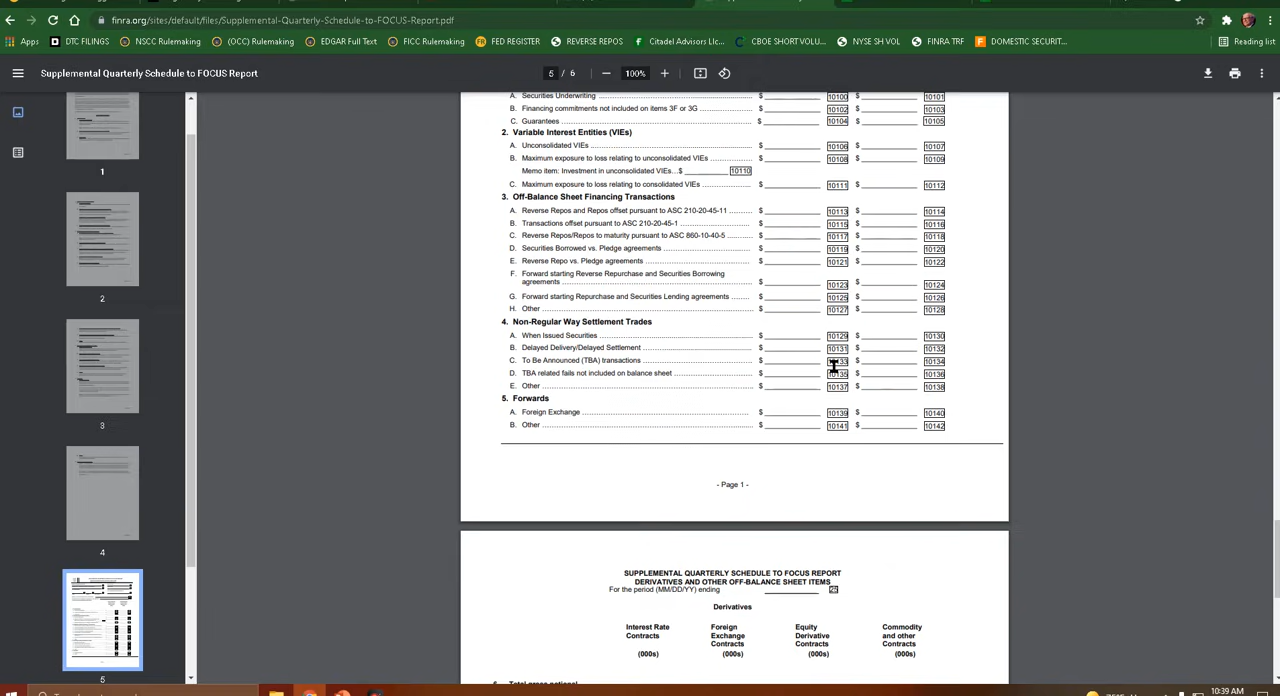 finra.org/sites/default/files/Supplemental-Quarterly-Schedule-to-FOCUS-Report.pdf
Apps DTC FILINGS NSCC Rulemaking (OCC) Rulemaking EDGAR Full Text FICC Rulemaking FED REGISTER REVERSE REPOS Citadel Advisors Llc... CBOE SHORT VOLU... NYSE SH VOL FINRA TRF DOMESTIC SECURIT... Reading list
Supplemental Quarterly Schedule to FOCUS Report 5 / 6 100%
1
2
3
4
5
A. Securities Underwriting $ 10100 $ 10101
B. Financing commitments not included on items 3F or 3G $ 10102 $ 10103
C. Guarantees $ 10104 $ 10105
2. Variable Interest Entities (VIEs)
A. Unconsolidated VIEs $ 10106 $ 10107
B. Maximum exposure to loss relating to unconsolidated VIEs $ 10108 $ 10109
Memo item: Investment in unconsolidated VIEs...$ 10110
C. Maximum exposure to loss relating to consolidated VIEs $ 10111 $ 10112
3. Off-Balance Sheet Financing Transactions
A. Reverse Repos and Repos offset pursuant to ASC 210-20-45-11 $ 10113 $ 10114
B. Transactions offset pursuant to ASC 210-20-45-1 $ 10115 $ 10116
C. Reverse Repos/Repos to maturity pursuant to ASC 860-10-40-5 $ 10117 $ 10118
D. Securities Borrowed vs. Pledge agreements $ 10119 $ 10120
E. Reverse Repo vs. Pledge agreements $ 10121 $ 10122
F. Forward starting Reverse Repurchase and Securities Borrowing
agreements $ 10123 $ 10124
G. Forward starting Repurchase and Securities Lending agreements $ 10125 $ 10126
H. Other $ 10127 $ 10128
4. Non-Regular Way Settlement Trades
A. When Issued Securities $ 10129 $ 10130
B. Delayed Delivery/Delayed Settlement $ 10131 $ 10132
C. To Be Announced (TBA) transactions $ $ 10134
D. TBA related fails not included on balance sheet $ 10135 $ 10136
E. Other $ 10137 $ 10138
5. Forwards
A. Foreign Exchange $ 10139 $ 10140
B. Other $ 10141 $ 10142
- Page 1 -
SUPPLEMENTAL QUARTERLY SCHEDULE TO FOCUS REPORT
DERIVATIVES AND OTHER OFF-BALANCE SHEET ITEMS
For the period (MM/DD/YY) ending 25
Derivatives
Interest Rate Foreign Equity Commodity
Contracts Exchange Derivative and other
Contracts Contracts Contracts
(000s) (000s) (000s) (000s)
10:39 AM